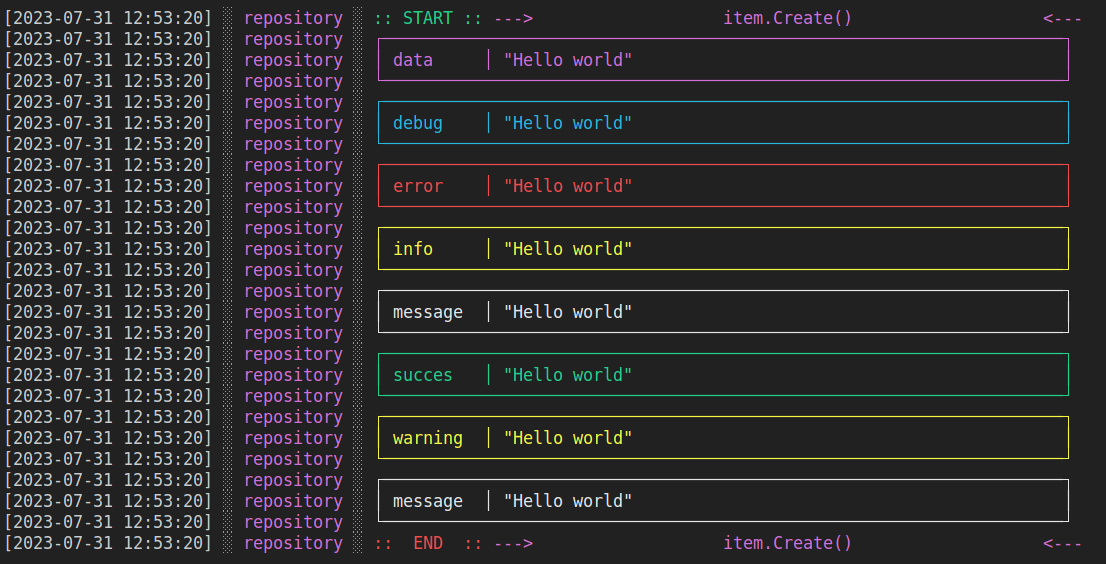 [2023-07-31 12:53:20] repository :: START :: ---> item.Create() <---
[2023-07-31 12:53:20] repository
[2023-07-31 12:53:20] repository data | "Hello world"
[2023-07-31 12:53:20] repository
[2023-07-31 12:53:20] repository
[2023-07-31 12:53:20] repository debug | "Hello world"
[2023-07-31 12:53:20] repository
[2023-07-31 12:53:20] repository
[2023-07-31 12:53:20] repository error | "Hello world"
[2023-07-31 12:53:20] repository
[2023-07-31 12:53:20] repository
[2023-07-31 12:53:20] repository info | "Hello world"
[2023-07-31 12:53:20] repository
[2023-07-31 12:53:20] repository
[2023-07-31 12:53:20] repository message | "Hello world"
[2023-07-31 12:53:20] repository
[2023-07-31 12:53:20] repository
[2023-07-31 12:53:20] repository succes | "Hello world"
[2023-07-31 12:53:20] repository
[2023-07-31 12:53:20] repository
[2023-07-31 12:53:20] repository warning | "Hello world"
[2023-07-31 12:53:20] repository
[2023-07-31 12:53:20] repository
[2023-07-31 12:53:20] repository message | "Hello world"
[2023-07-31 12:53:20] repository
[2023-07-31 12:53:20] repository :: END :: ---> item.Create() <---